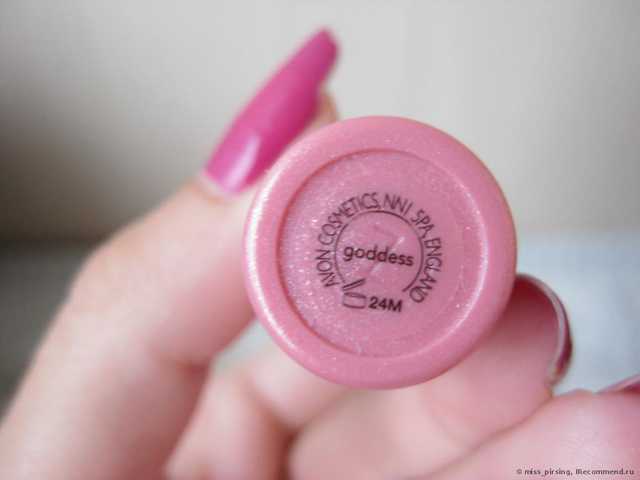 AVON COSMETICS, NN1 5PA, ENGLAND
goddess
24M
© miss_pirsing, IRecommend.ru